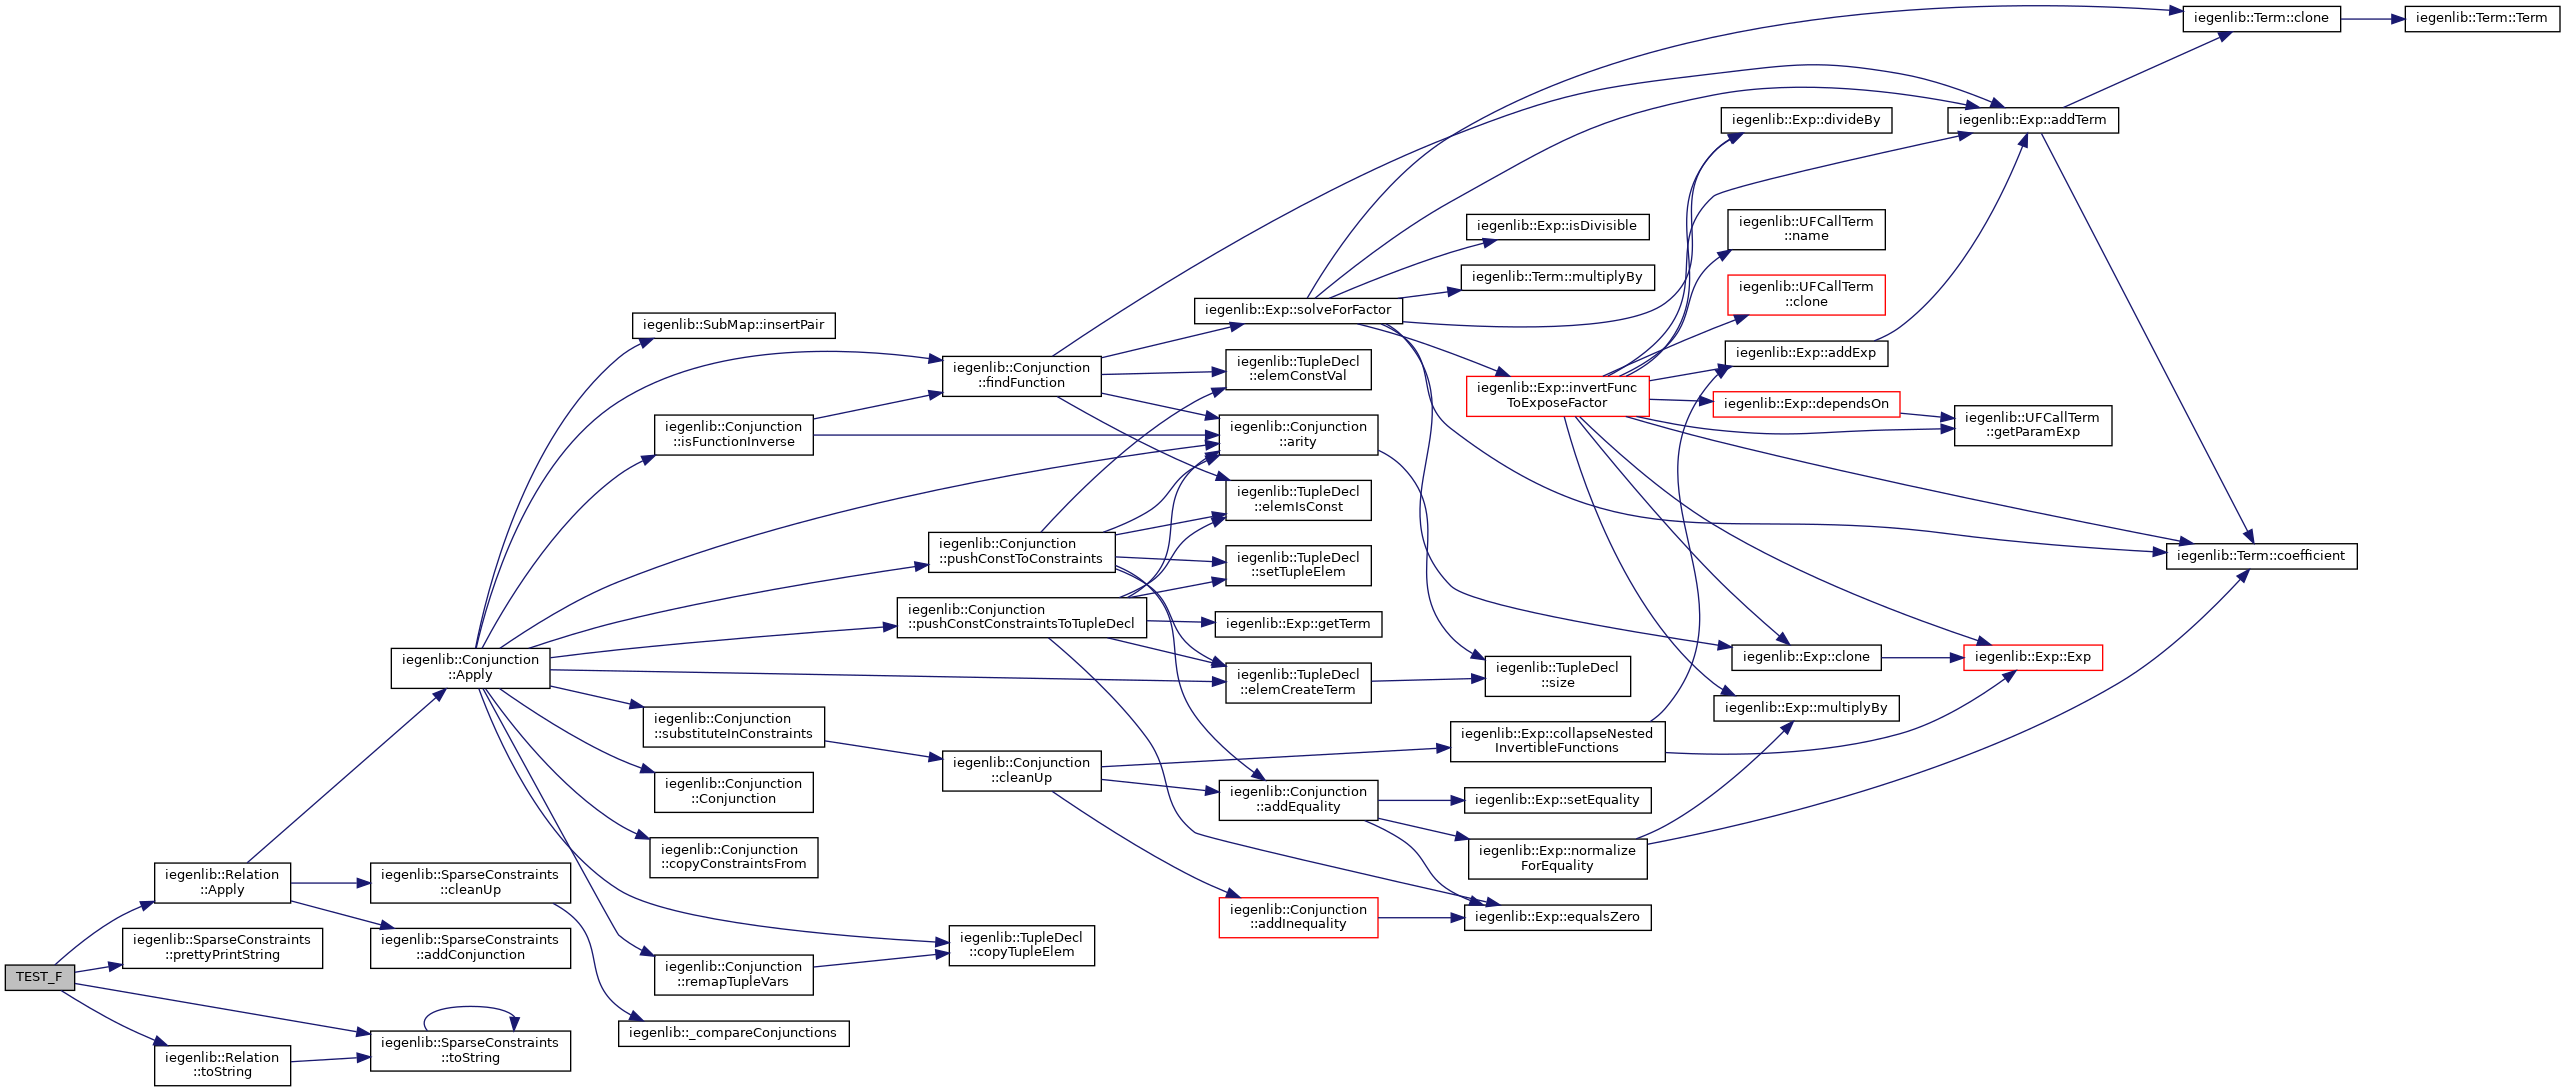 TEST_F
iegenlib::Relation
::Apply
iegenlib::SparseConstraints
::prettyPrintString
iegenlib::Relation
::toString
iegenlib::SparseConstraints
::cleanUp
iegenlib::SparseConstraints
::addConjunction
iegenlib::SparseConstraints
::toString
iegenlib::Conjunction
::Apply
iegenlib::SubMap::insertPair
iegenlib::Conjunction
::isFunctionInverse
iegenlib::Conjunction
::substituteInConstraints
iegenlib::Conjunction
::Conjunction
iegenlib::Conjunction
::copyConstraintsFrom
iegenlib::Conjunction
::remapTupleVars
iegenlib::_compareConjunctions
iegenlib::Conjunction
::findFunction
iegenlib::Conjunction
::pushConstToConstraints
iegenlib::Conjunction
::pushConstConstraintsToTupleDecl
iegenlib::Conjunction
::cleanUp
iegenlib::TupleDecl
::copyTupleElem
iegenlib::Exp::solveForFactor
iegenlib::TupleDecl
::elemConstVal
iegenlib::Conjunction
::arity
iegenlib::TupleDecl
::elemIsConst
iegenlib::TupleDecl
::setTupleElem
iegenlib::Exp::getTerm
iegenlib::TupleDecl
::elemCreateTerm
iegenlib::Conjunction
::addEquality
iegenlib::Conjunction
::addInequality
iegenlib::Exp::isDivisible
iegenlib::Term::multiplyBy
iegenlib::Exp::invertFunc
ToExposeFactor
iegenlib::TupleDecl
::size
iegenlib::Exp::collapseNested
InvertibleFunctions
iegenlib::Exp::setEquality
iegenlib::Exp::normalize
ForEquality
iegenlib::Exp::equalsZero
iegenlib::Exp::divideBy
iegenlib::UFCallTerm
::name
iegenlib::UFCallTerm
::clone
iegenlib::Exp::addExp
iegenlib::Exp::dependsOn
iegenlib::Exp::clone
iegenlib::Exp::multiplyBy
iegenlib::Exp::addTerm
iegenlib::UFCallTerm
::getParamExp
iegenlib::Exp::Exp
iegenlib::Term::clone
iegenlib::Term::coefficient
iegenlib::Term::Term